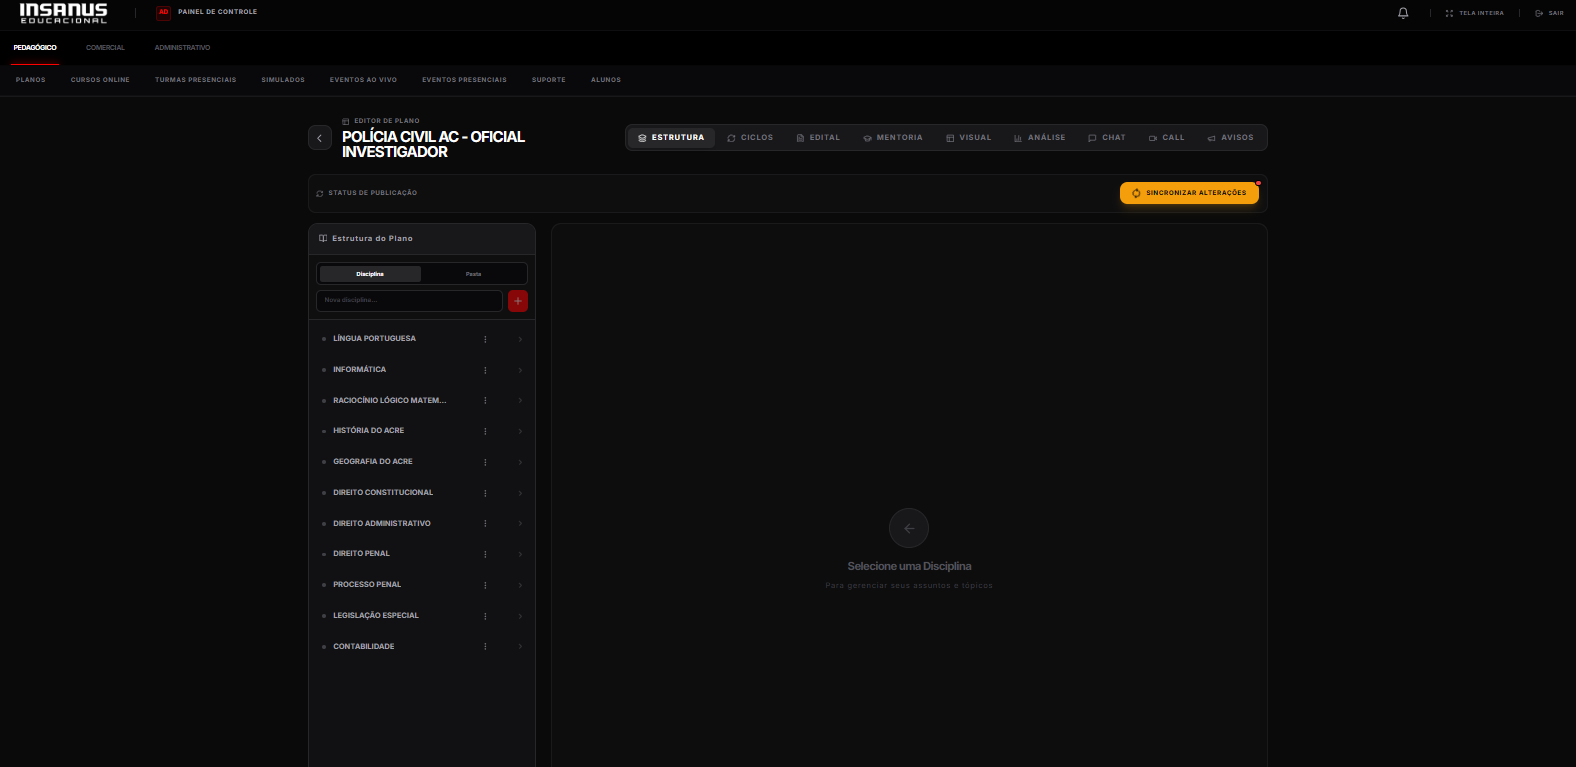 INSANUS
EDUCACIONAL
AD
PAINEL DE CONTROLE
TELA INTEIRA
SAIR
PEDAGÓGICO
COMERCIAL
ADMINISTRATIVO
PLANOS
CURSOS ONLINE
TURMAS PRESENCIAIS
SIMULADOS
EVENTOS AO VIVO
EVENTOS PRESENCIAIS
SUPORTE
ALUNOS
EDITOR DE PLANO
POLÍCIA CIVIL AC - OFICIAL
INVESTIGADOR
ESTRUTURA
CICLOS
EDITAL
MENTORIA
VISUAL
ANÁLISE
CHAT
CALL
AVISOS
STATUS DE PUBLICAÇÃO
SINCRONIZAR ALTERAÇÕES
Estrutura do Plano
Disciplina
Pasta
Nova disciplina...
LÍNGUA PORTUGUESA
INFORMÁTICA
RACIOCÍNIO LÓGICO MATEM...
HISTÓRIA DO ACRE
GEOGRAFIA DO ACRE
DIREITO CONSTITUCIONAL
DIREITO ADMINISTRATIVO
DIREITO PENAL
PROCESSO PENAL
LEGISLAÇÃO ESPECIAL
CONTABILIDADE
Selecione uma Disciplina
Para gerenciar seus assuntos e tópicos